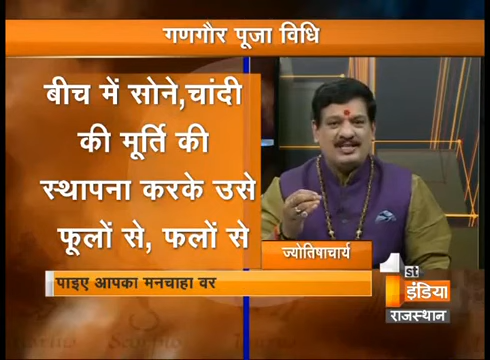 गणगौर पूजा विधि
बीच में सोने,चांदी
की मूर्ति की
स्थापना करके उसे
फूलों से, फलों से
ज्योतिषाचार्य
पाइए आपका मनचाहा वर
1st
इंडिया
राजस्थान